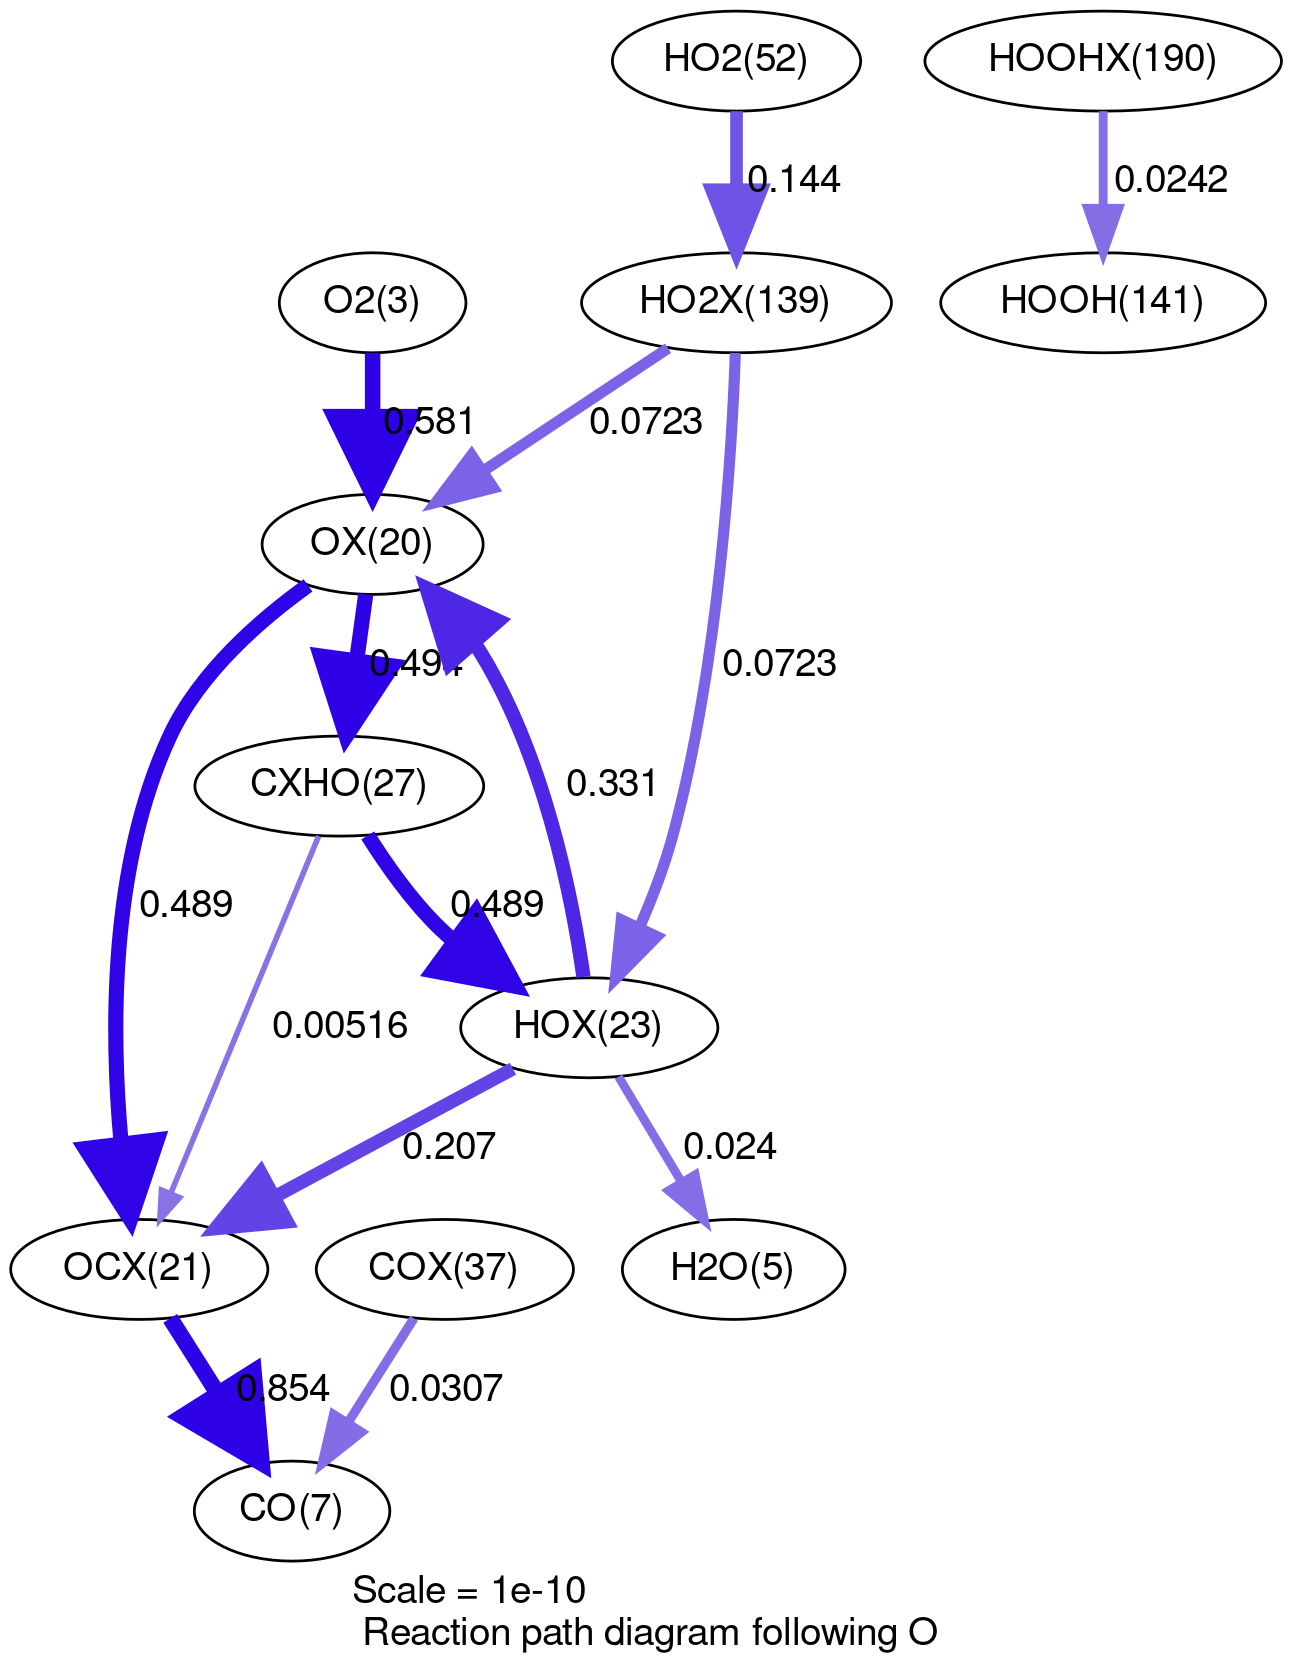 HO2(52)
HOOHX(190)
0.144
0.0242
O2(3)
HO2X(139)
HOOH(141)
0.581
0.0723
OX(20)
0.494
0.0723
CXHO(27)
0.331
0.489
0.489
HOX(23)
0.00516
0.207
0.024
OCX(21)
COX(37)
H2O(5)
0.854
0.0307
CO(7)
Scale = 1e-10
Reaction path diagram following O